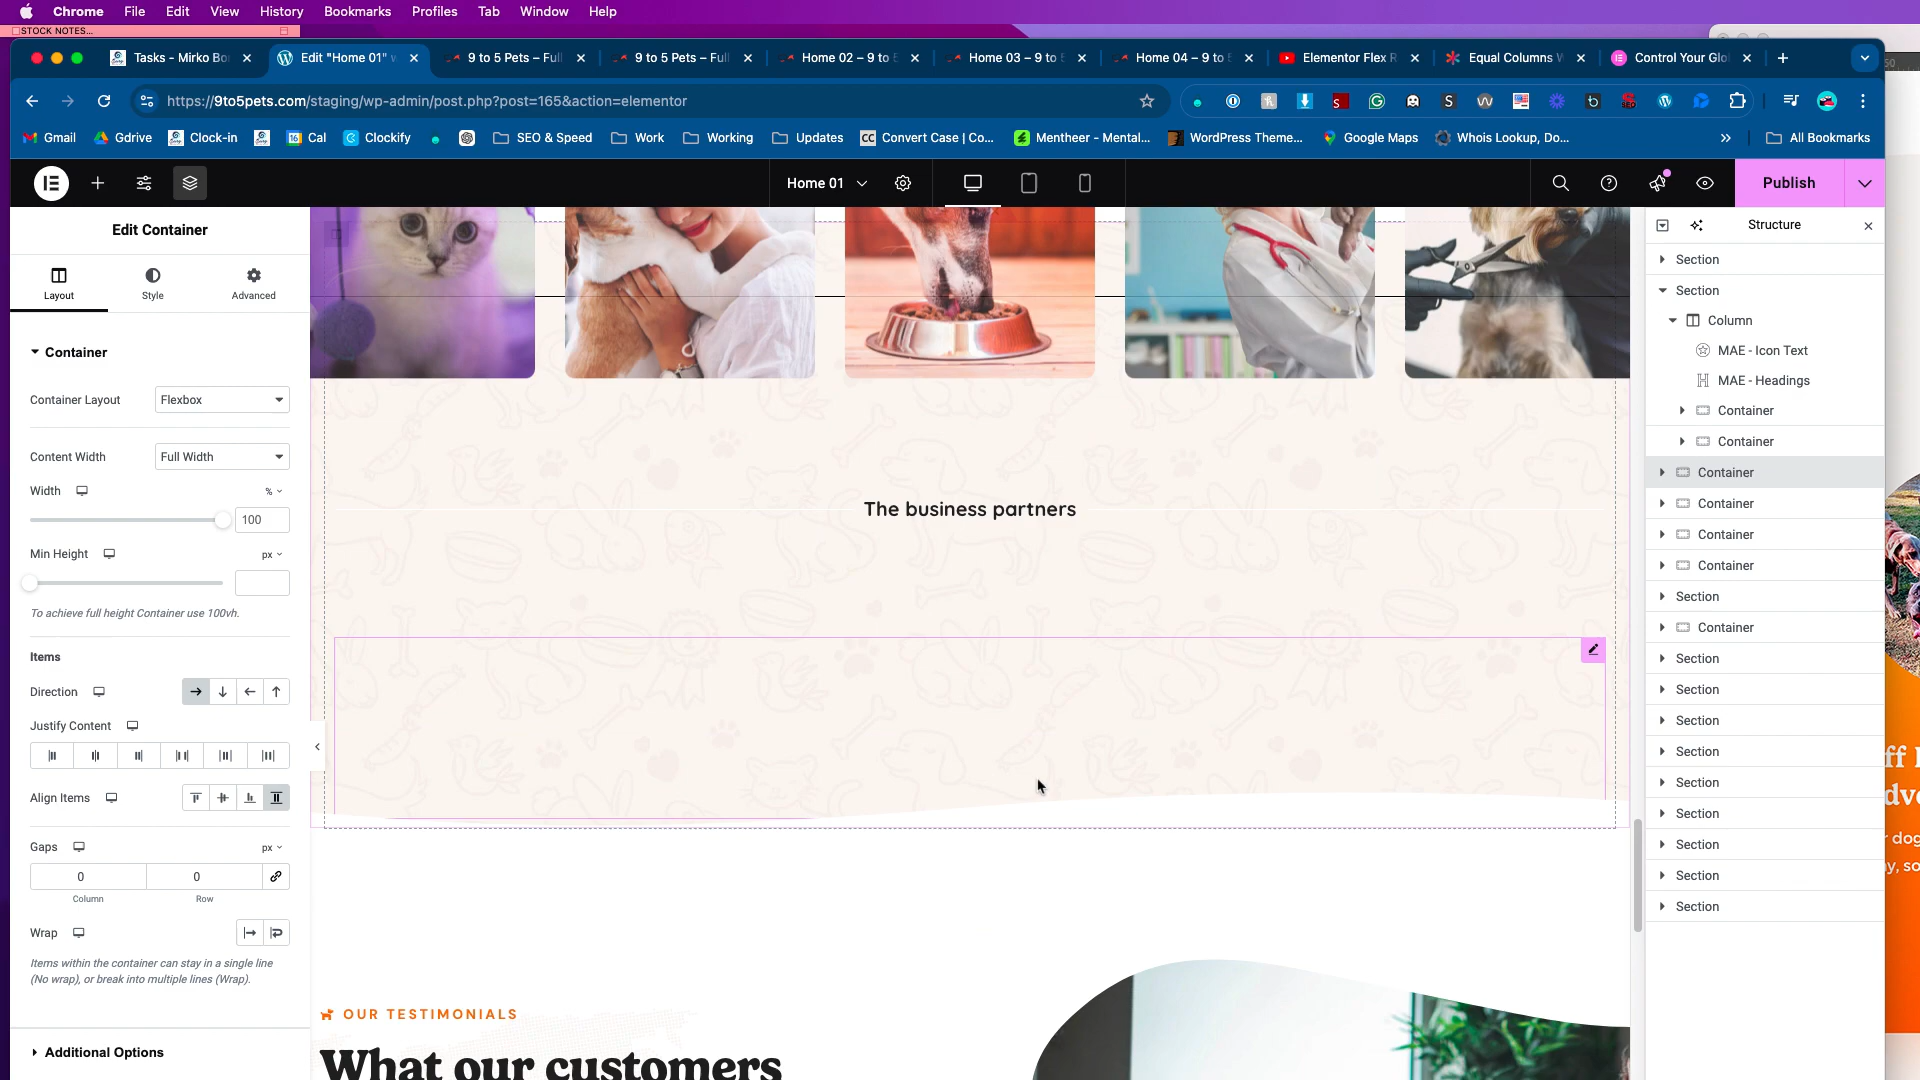 Chrome File Edit View History Bookmarks Profiles Tab Window Help
STOCK NOTES...
Tasks - Mirko Bo
Edit "Home 01" w
9 to 5 Pets – Full
9 to 5 Pets – Full
Home 02 – 9 to 5
Home 03 – 9 to 5
Home 04 – 9 to 5
Elementor Flex R
Equal Columns W
Control Your Glo
https://9to5pets.com/staging/wp-admin/post.php?post=165&action=elementor
Gmail
Gdrive
Clock-in
Cal
Clockify
SEO & Speed
Work
Working
Updates
CC Convert Case | Co...
Mentheer - Mental...
WordPress Theme...
Google Maps
Whois Lookup, Do...
All Bookmarks
Home 01
Publish
Edit Container
Layout
Style
Advanced
Container
Container Layout
Flexbox
Content Width
Full Width
Width
%
100
Min Height
px
To achieve full height Container use 100vh.
Items
Direction
Justify Content
Align Items
Gaps
px
0
0
Column
Row
Wrap
Items within the container can stay in a single line
(No wrap), or break into multiple lines (Wrap).
Additional Options
The business partners
OUR TESTIMONIALS
What our customers
Structure
Section
Section
Column
MAE - Icon Text
MAE - Headings
Container
Container
Container
Container
Container
Container
Section
Container
Section
Section
Section
Section
Section
Section
Section
Section
Section
50
dog
y, so